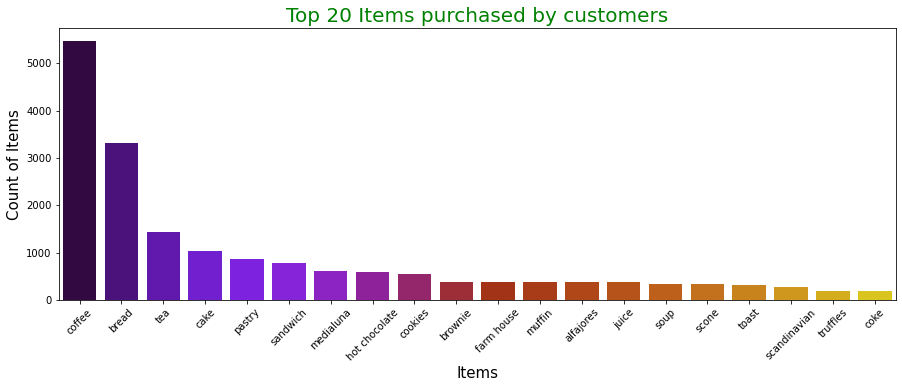 Top 20 Items purchased by customers
Count of Items
5000
4000
3000
2000
1000
0
coffee
bread
tea
cake
pastry
sandwich
medialuna
hot chocolate
cookies
brownie
farm house
muffin
alfajores
juice
soup
scone
toast
scandinavian
truffles
coke
Items